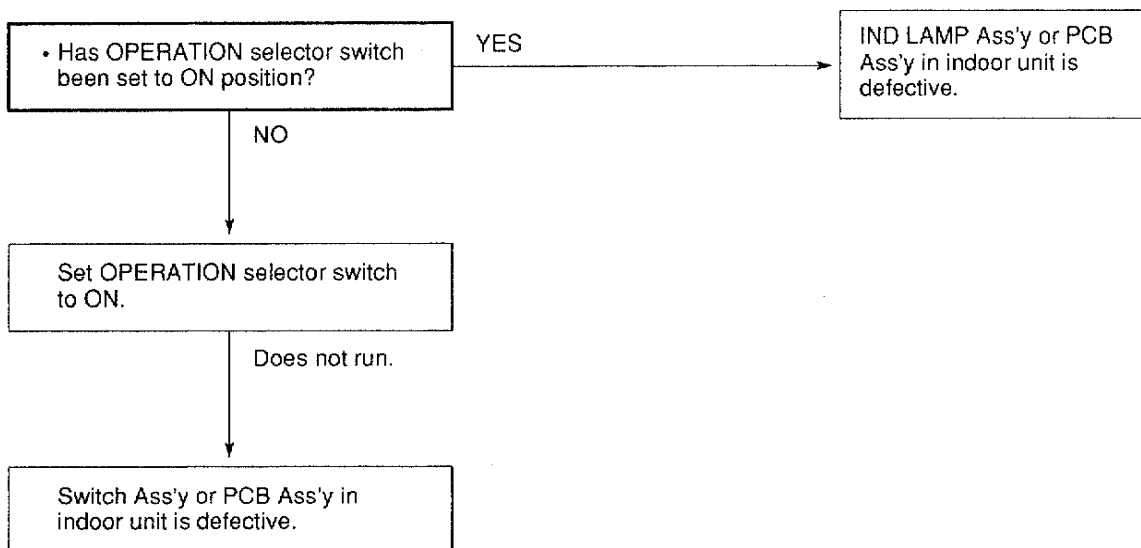 • Has OPERATION selector switch
been set to ON position?
YES
IND LAMP Ass'y or PCB
Ass'y in indoor unit is
defective.
NO
Set OPERATION selector switch
to ON.
Does not run.
Switch Ass'y or PCB Ass'y in
indoor unit is defective.